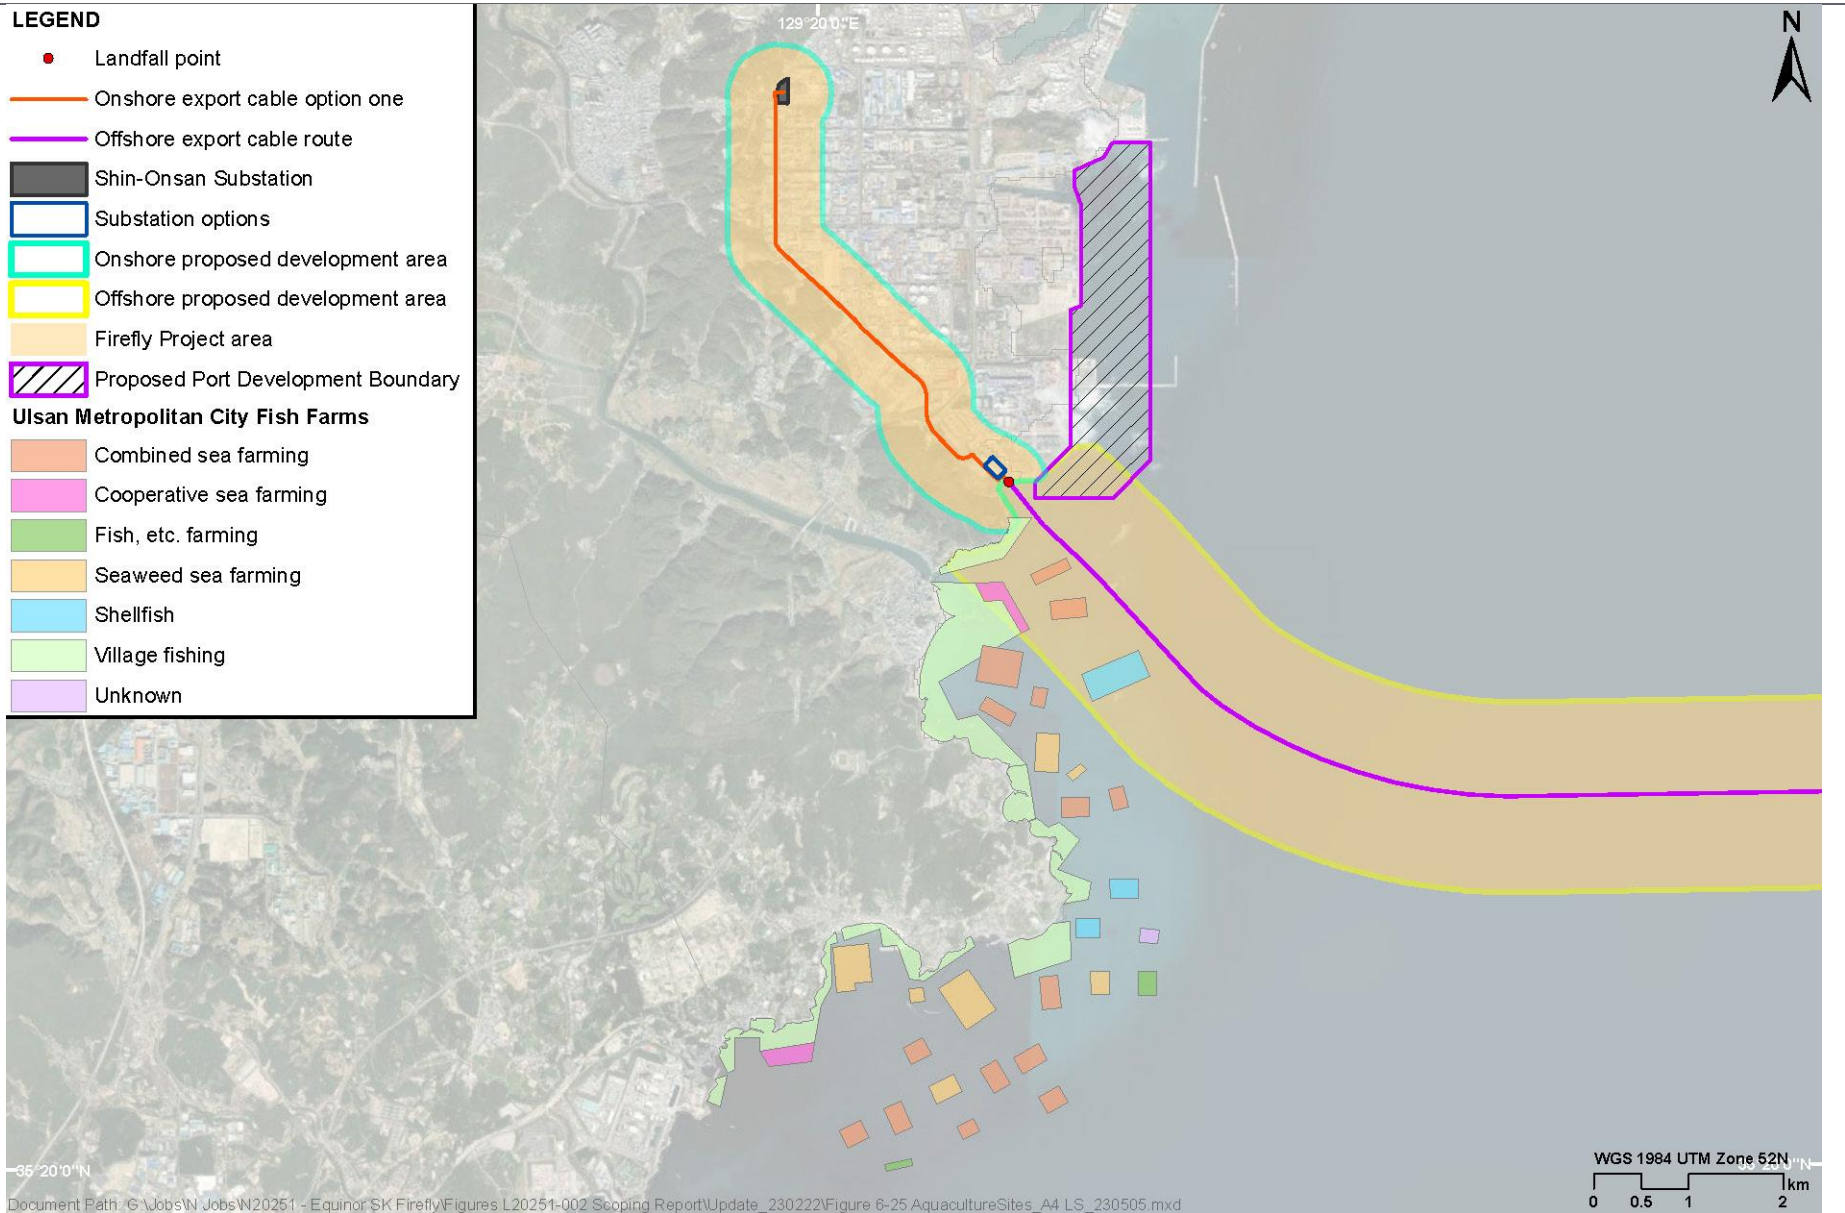 LEGEND
Landfall point
Onshore export cable option one
Offshore export cable route
Shin-Onsan Substation
Substation options
Onshore proposed development area
Offshore proposed development area
Firefly Project area
Proposed Port Development Boundary
Ulsan Metropolitan City Fish Farms
Combined sea farming
Cooperative sea farming
Fish, etc. farming
Seaweed sea farming
Shellfish
Village fishing
Unknown
129°20'0"E
N
35°20'0"N
WGS 1984 UTM Zone 52N
35°20'0"N
km
0 0.5 1 2
Document Path: G:\Jobs\N Jobs\N20251 - Equinor SK Firefly\Figures L20251-002 Scoping Report\Update_230222\Figure 6-25 AquacultureSites_A4 LS_230505.mxd